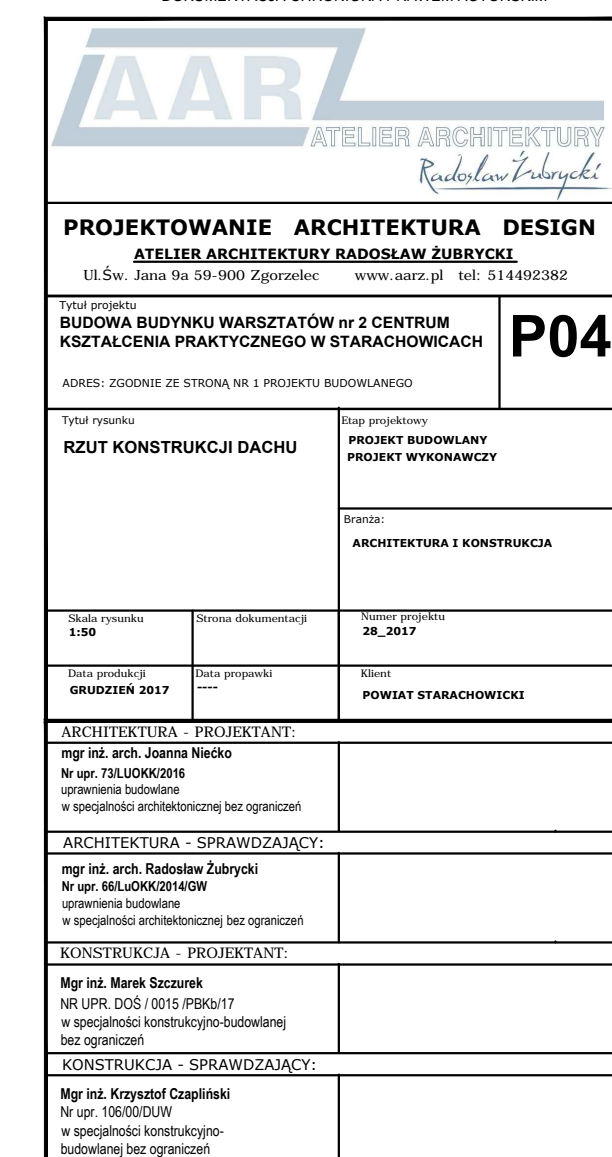 AARZ
ATELIER ARCHITEKTURY
Radosław Żubrycki
PROJEKTOWANIE ARCHITEKTURA DESIGN
ATELIER ARCHITEKTURY RADOSŁAW ŻUBRYCKI
Ul.Św. Jana 9a 59-900 Zgorzelec www.aarz.pl tel: 514492382
Tytuł projektu
BUDOWA BUDYNKU WARSZTATÓW nr 2 CENTRUM
KSZTAŁCENIA PRAKTYCZNEGO W STARACHOWICACH
P04
ADRES: ZGODNIE ZE STRONĄ NR 1 PROJEKTU BUDOWLANEGO
Tytuł rysunku
RZUT KONSTRUKCJI DACHU
Etap projektowy
PROJEKT BUDOWLANY
PROJEKT WYKONAWCZY
Branża:
ARCHITEKTURA I KONSTRUKCJA
Skala rysunku
1:50
Strona dokumentacji
Numer projektu
28_2017
Data produkcji
GRUDZIEŃ 2017
Data propawki
----
Klient
POWIAT STARACHOWICKI
ARCHITEKTURA - PROJEKTANT:
mgr inż. arch. Joanna Niećko
Nr upr. 73/LUOKK/2016
uprawnienia budowlane
w specjalności architektonicznej bez ograniczeń
ARCHITEKTURA - SPRAWDZAJĄCY:
mgr inż. arch. Radosław Żubrycki
Nr upr. 66/LuOKK/2014/GW
uprawnienia budowlane
w specjalności architektonicznej bez ograniczeń
KONSTRUKCJA - PROJEKTANT:
Mgr inż. Marek Szczurek
NR UPR. DOŚ / 0015 /PBKb/17
w specjalności konstrukcyjno-budowlanej
bez ograniczeń
KONSTRUKCJA - SPRAWDZAJĄCY:
Mgr inż. Krzysztof Czapliński
Nr upr. 106/00/DUW
w specjalności konstrukcyjno-
budowlanej bez ograniczeń